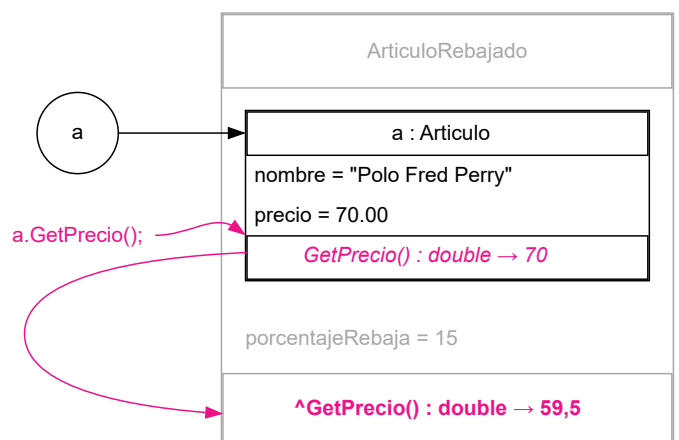 ArticuloRebajado
a
a : Articulo
nombre = "Polo Fred Perry"
precio = 70.00
a.GetPrecio();
GetPrecio() : double → 70
porcentajeRebaja = 15
^GetPrecio() : double → 59,5